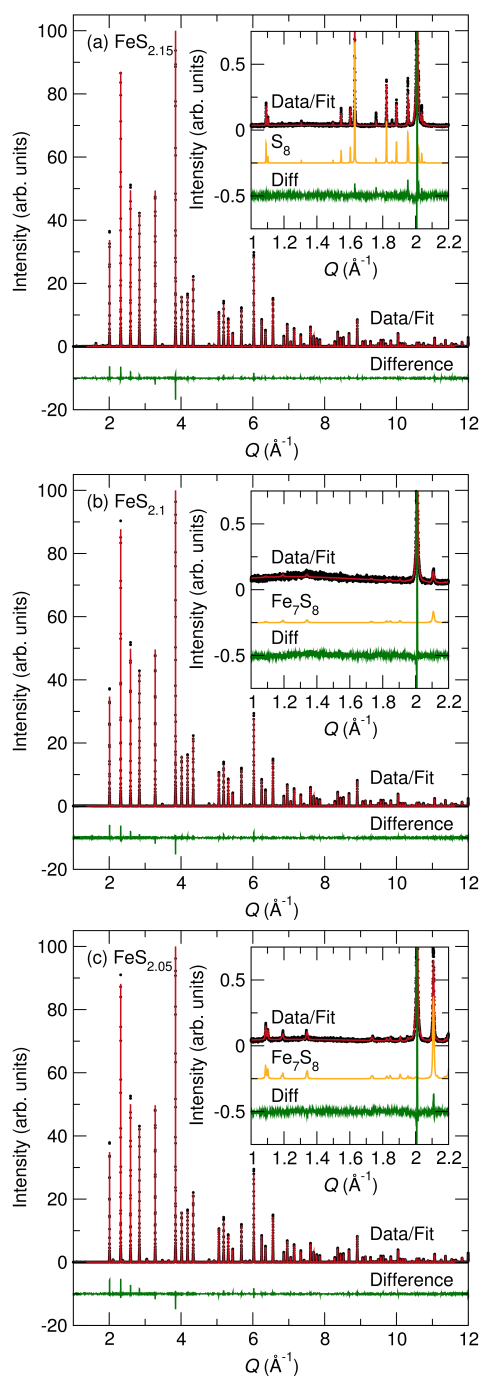 (a) FeS2.15
Intensity (arb. units)
100
80
60
40
20
0
-20
2 4 6 8 10 12
Q (Å-1)
Data/Fit
Difference
Intensity (arb. units)
0.5
0
-0.5
Data/Fit
S8
Diff
1 1.2 1.4 1.6 1.8 2 2.2
Q (Å-1)
(b) FeS2.1
Intensity (arb. units)
100
80
60
40
20
0
-20
2 4 6 8 10 12
Q (Å-1)
Data/Fit
Difference
Intensity (arb. units)
0.5
0
-0.5
Data/Fit
Fe7S8
Diff
1 1.2 1.4 1.6 1.8 2 2.2
Q (Å-1)
(c) FeS2.05
Intensity (arb. units)
100
80
60
40
20
0
-20
2 4 6 8 10 12
Q (Å-1)
Data/Fit
Difference
Intensity (arb. units)
0.5
0
-0.5
Data/Fit
Fe7S8
Diff
1 1.2 1.4 1.6 1.8 2 2.2
Q (Å-1)